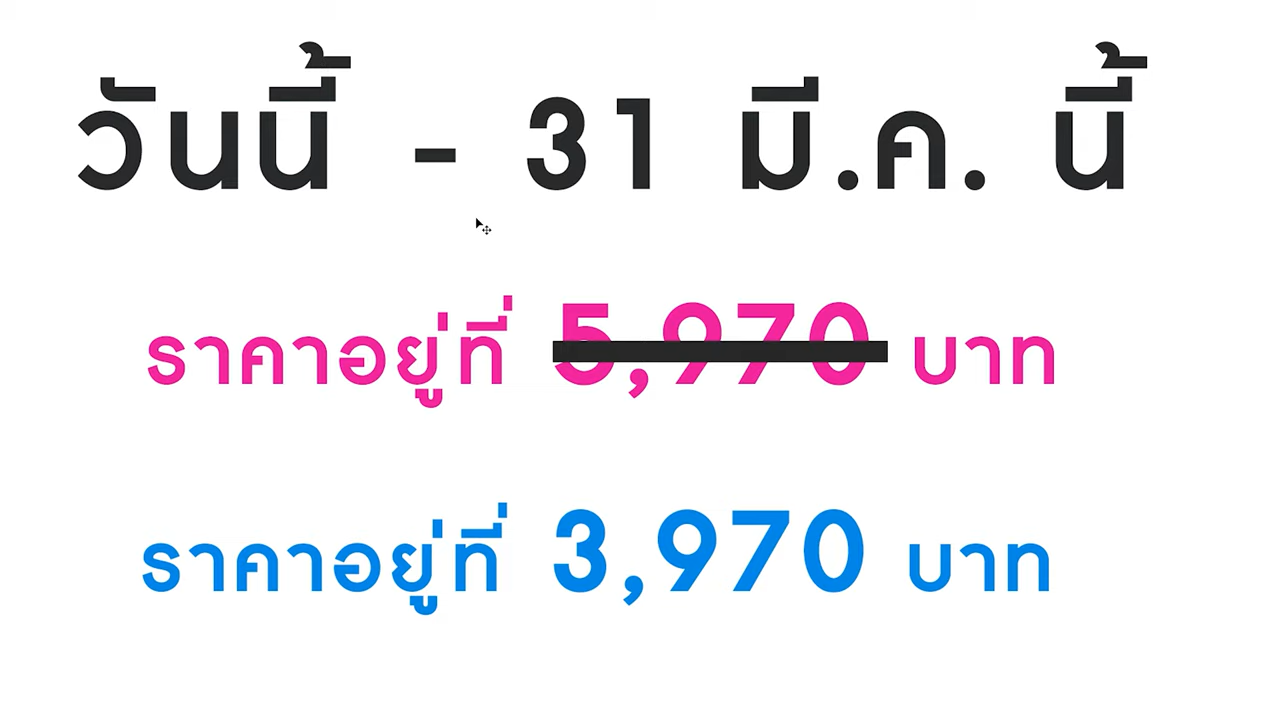 วันนี้ - 31 มี.ค. นี้
ราคาอยู่ที่ 5,970 บาท
ราคาอยู่ที่ 3,970 บาท